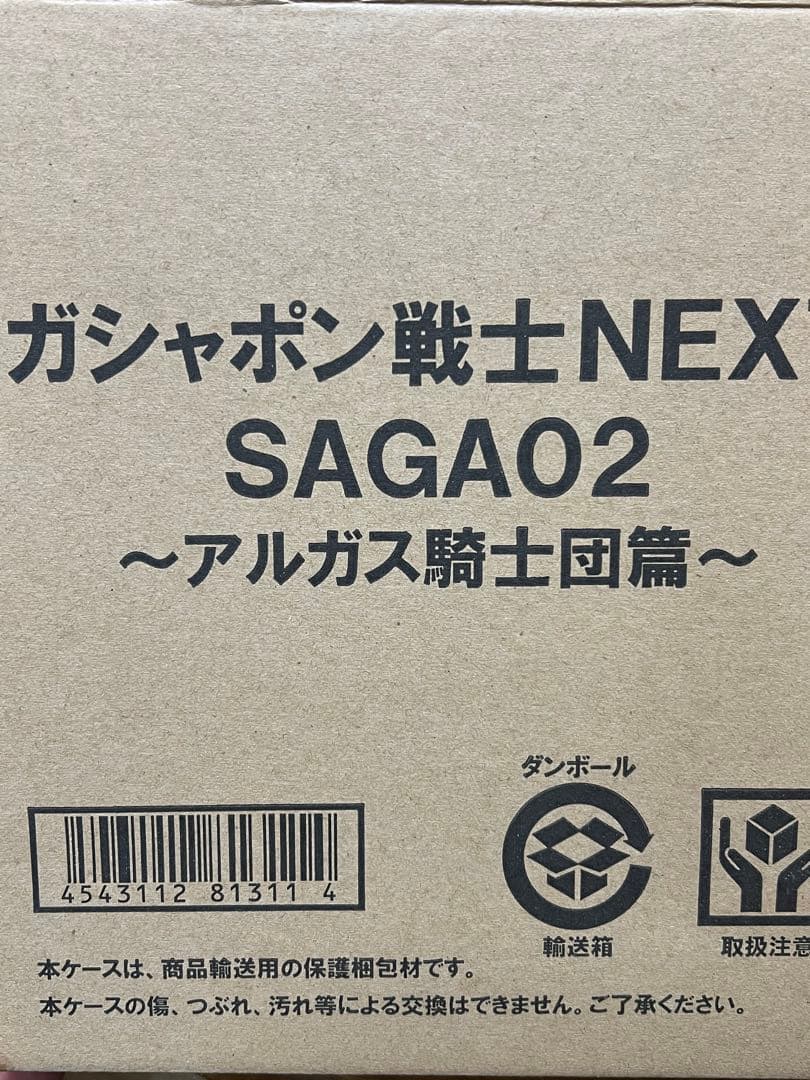 ガシャポン戦士NEX
SAGA02
～アルガス騎士団篇～
ダンボール
4543112 81311 4
輸送箱
取扱注意
本ケースは、商品輸送用の保護梱包材です。
本ケースの傷、つぶれ、汚れ等による交換はできません。ご了承ください。